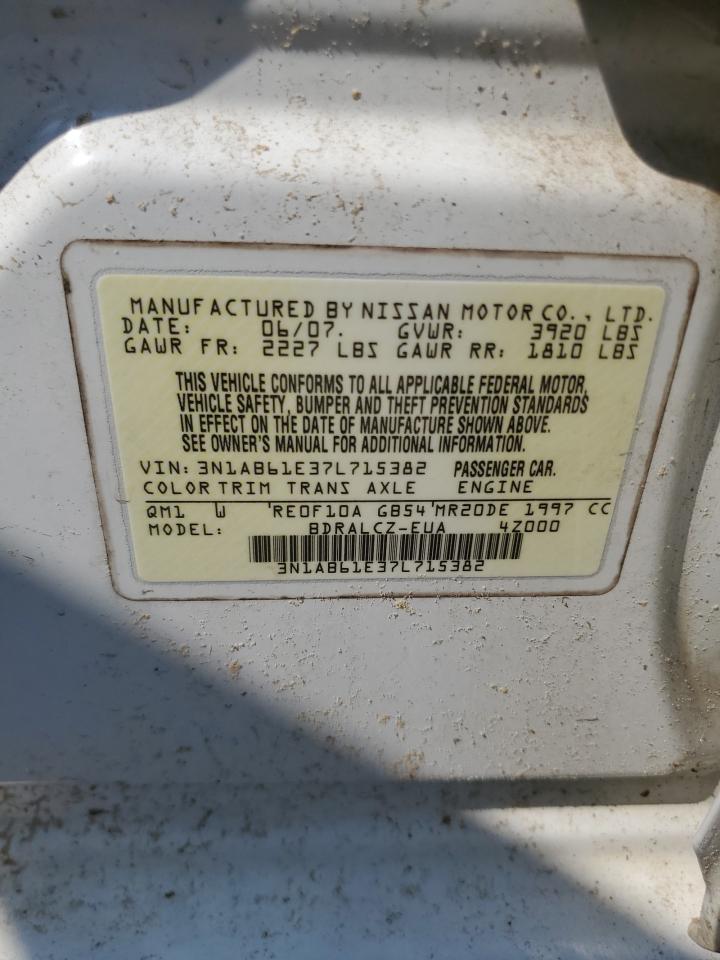 MANUFACTURED BY NISSAN MOTOR CO., LTD.
DATE: 06/07. GVWR: 3920 LBS
GAWR FR: 2227 LBS GAWR RR: 1810 LBS
THIS VEHICLE CONFORMS TO ALL APPLICABLE FEDERAL MOTOR,
VEHICLE SAFETY, BUMPER AND THEFT PREVENTION STANDARDS
IN EFFECT ON THE DATE OF MANUFACTURE SHOWN ABOVE.
SEE OWNER'S MANUAL FOR ADDITIONAL INFORMATION.
VIN: 3N1AB61E37L715382 PASSENGER CAR.
COLOR TRIM TRANS AXLE ENGINE
QM1 W 'RE0F10A GB54'MR20DE 1997 CC
MODEL: BDRALCZ-EUA 4Z000
3N1AB61E37L715382